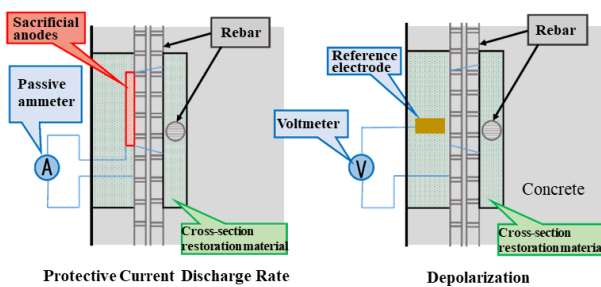 Sacrificial
anodes
Rebar
Passive
ammeter
A
Cross-section
restoration material
Protective Current Discharge Rate
Rebar
Reference
electrode
Voltmeter
V
Concrete
Cross-section
restoration material
Depolarization